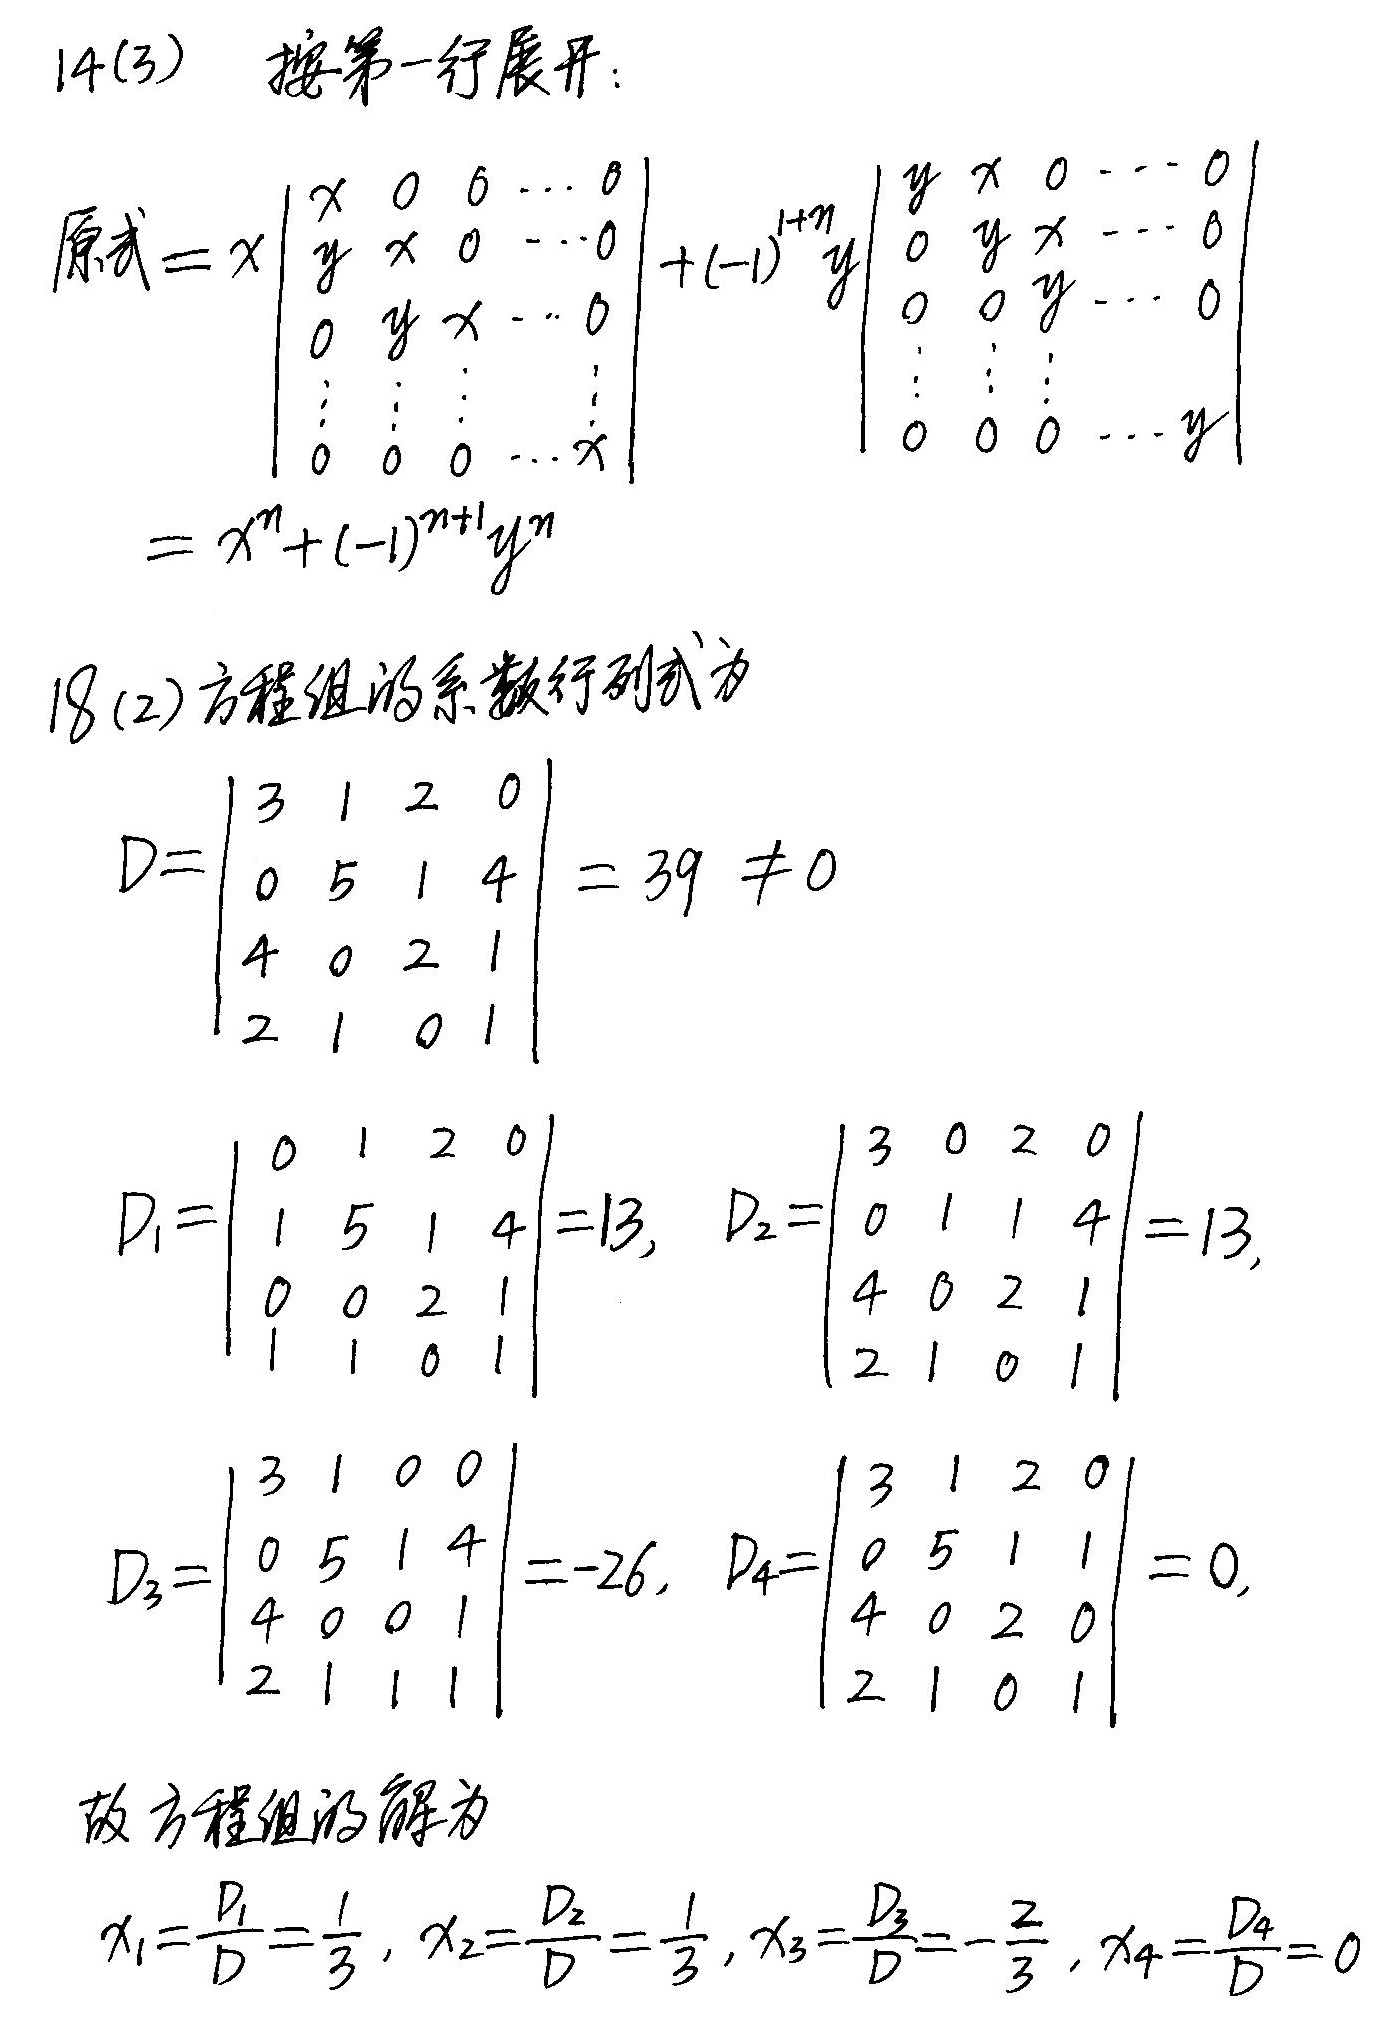 14(3) 按第一行展开:
原式 = x | x 0 0 … 0 | + (-1)^{1+n} y | y x 0 … 0 |
| y x 0 … 0 | | 0 y x … 0 |
| 0 y x … 0 | | 0 0 y … 0 |
| ⋮ ⋮ ⋮ ⋮ | | ⋮ ⋮ ⋮ |
| 0 0 0 … x | | 0 0 0 … y |
= x^n + (-1)^{n+1} y^n
18(2) 方程组的系数行列式为
| 3 1 2 0 |
D = | 0 5 1 4 | = 39 ≠ 0
| 4 0 2 1 |
| 2 1 0 1 |
| 0 1 2 0 | | 3 0 2 0 |
D₁ = | 1 5 1 4 | = 13, D₂ = | 0 1 1 4 | = 13,
| 0 0 2 1 | | 4 0 2 1 |
| 1 1 0 1 | | 2 1 0 1 |
| 3 1 0 0 | | 3 1 2 0 |
D₃ = | 0 5 1 4 | = -26, D₄ = | 0 5 1 1 | = 0,
| 4 0 0 1 | | 4 0 2 0 |
| 2 1 1 1 | | 2 1 0 1 |
故方程组的解为
x₁ = D₁/D = 1/3, x₂ = D₂/D = 1/3, x₃ = D₃/D = -2/3, x₄ = D₄/D = 0